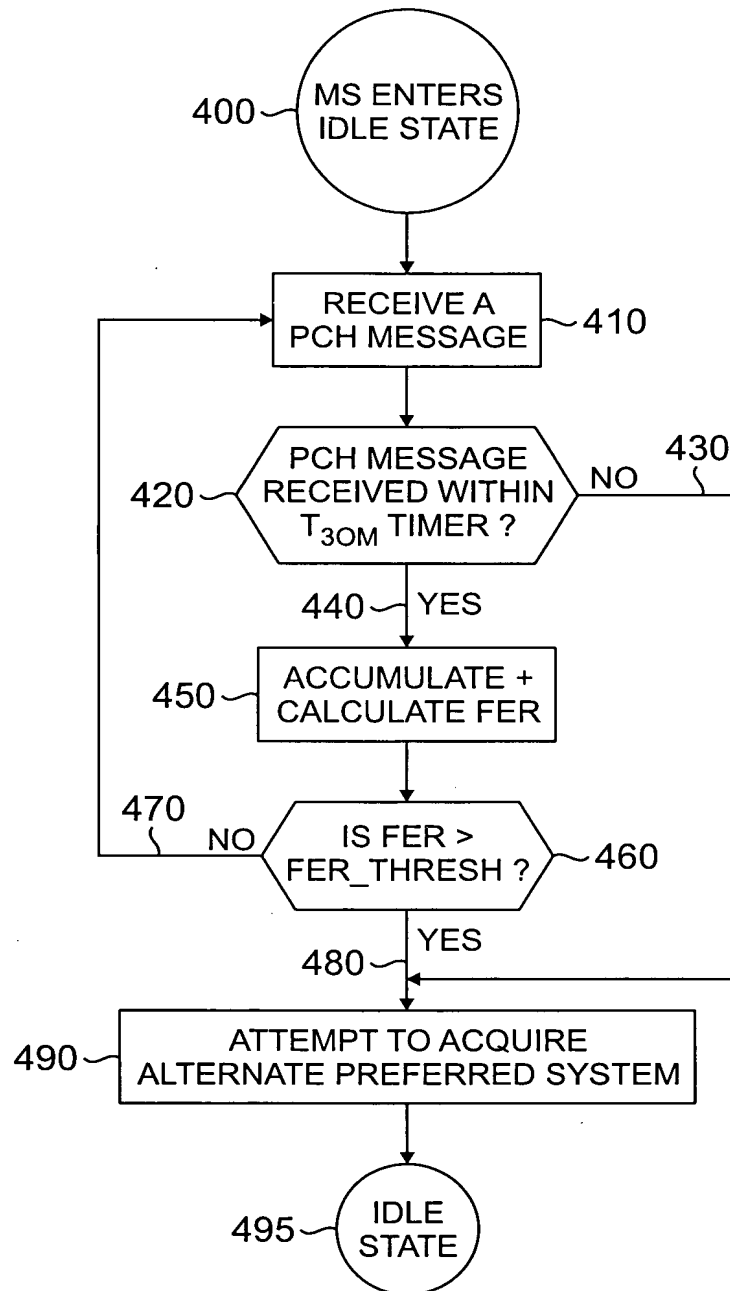 MS ENTERS
IDLE STATE
400
RECEIVE A
PCH MESSAGE
410
PCH MESSAGE
RECEIVED WITHIN
T3OM TIMER ?
420
NO
430
440
YES
450
ACCUMULATE +
CALCULATE FER
470
NO
IS FER >
FER_THRESH ?
460
480
YES
490
ATTEMPT TO ACQUIRE
ALTERNATE PREFERRED SYSTEM
495
IDLE
STATE